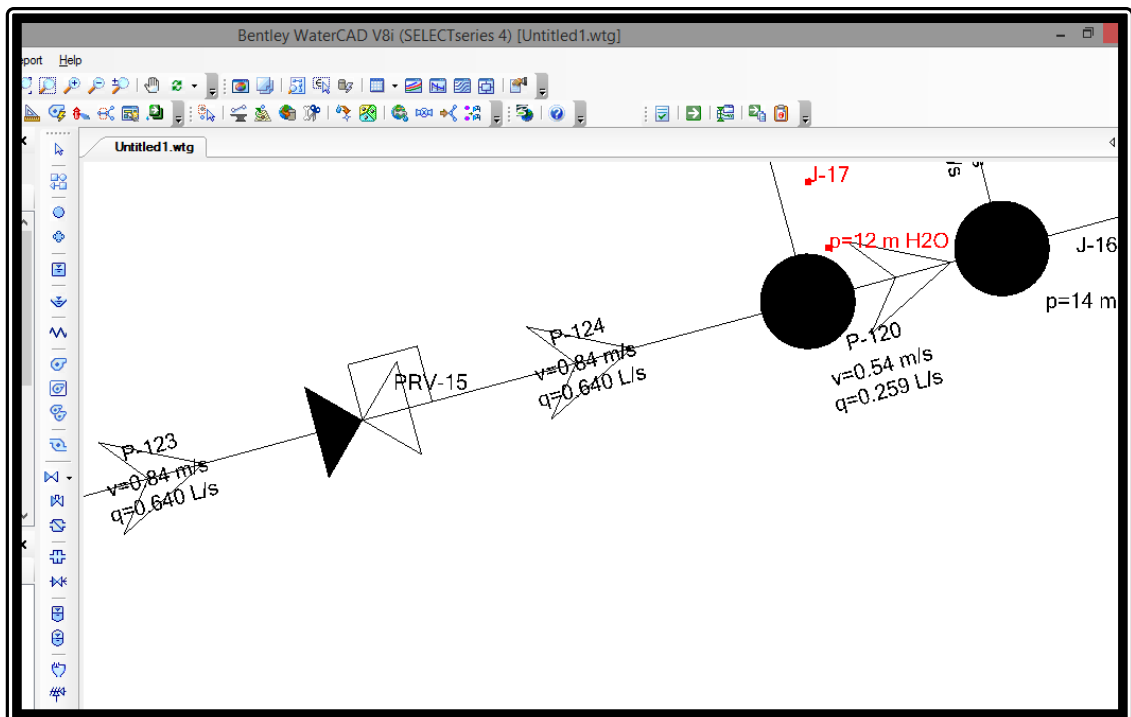 Bentley WaterCAD V8i (SELECTseries 4) [Untitled1.wtg]
eport Help
Untitled1.wtg
J-17
/s
p=12 m H2O
J-16
p=14 m
P-124
v=0.84 m/s
q=0.640 L/s
P-120
v=0.54 m/s
q=0.259 L/s
PRV-15
P-123
v=0.84 m/s
q=0.640 L/s